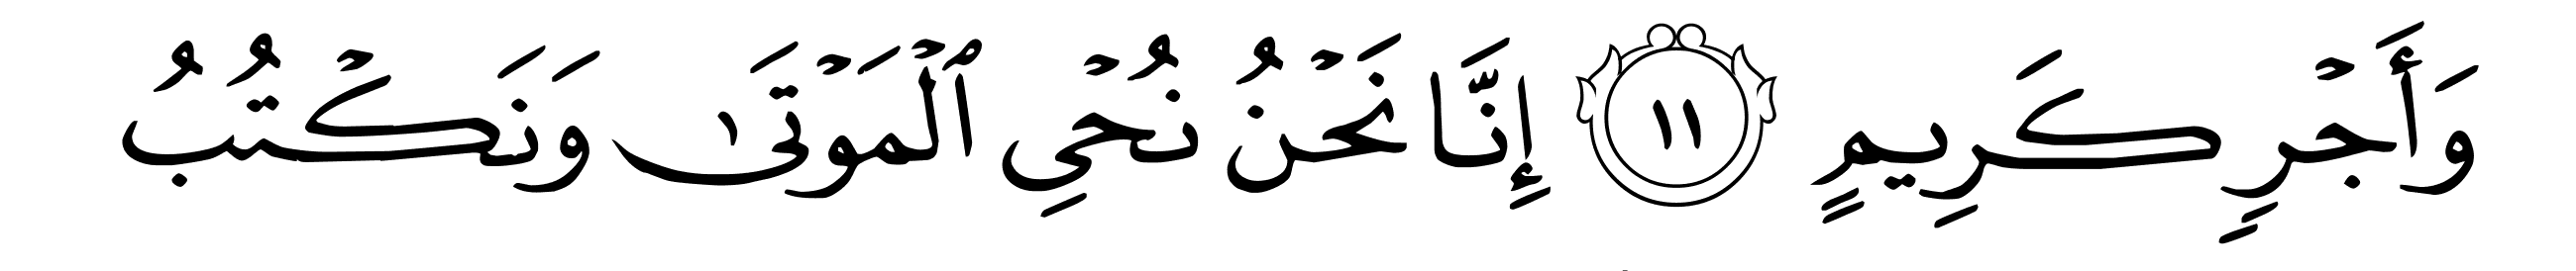 وَأَجْرٍ كَرِيمٍ ١١ إِنَّا نَحْنُ نُحْيِ ٱلْمَوْتَىٰ وَنَكْتُبُ